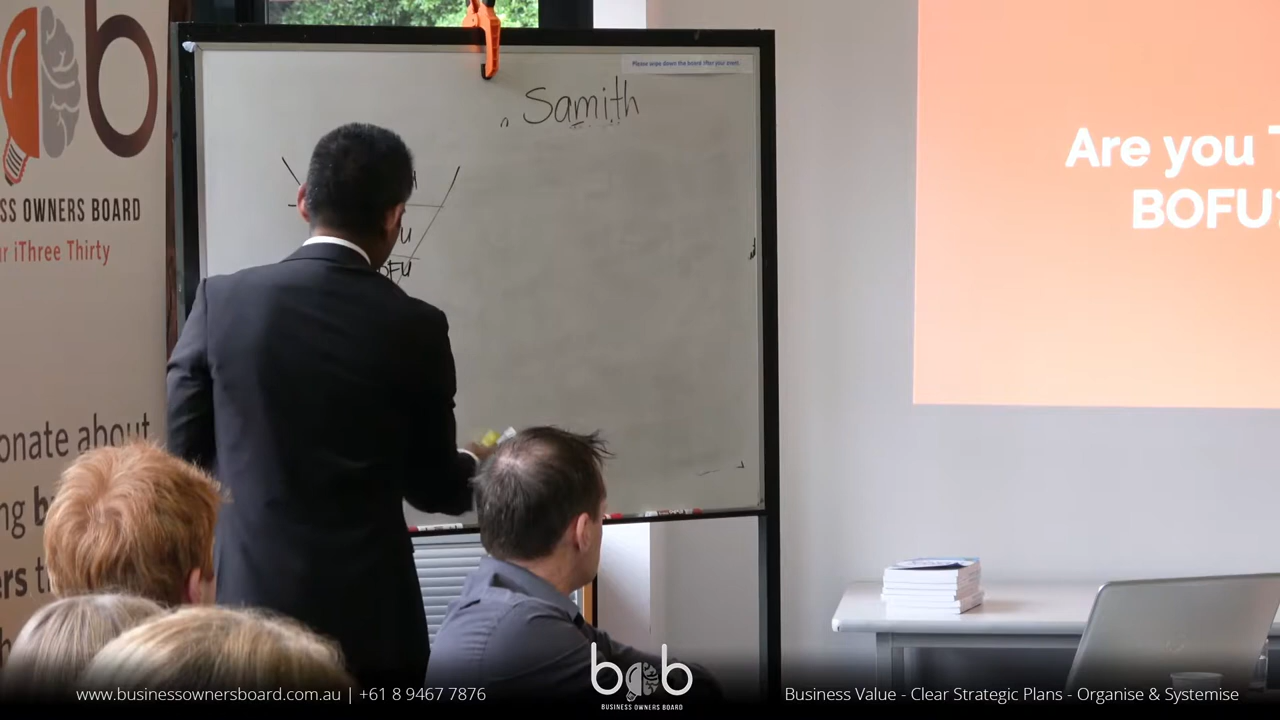 b
SS OWNERS BOARD
r iThree Thirty
onate about
ng b
ers t
Please wipe down the board after your event.
Samith
U
OFU
Are you T
BOFU?
www.businessownersboard.com.au | +61 8 9467 7876
bob
BUSINESS OWNERS BOARD
Business Value - Clear Strategic Plans - Organise & Systemise